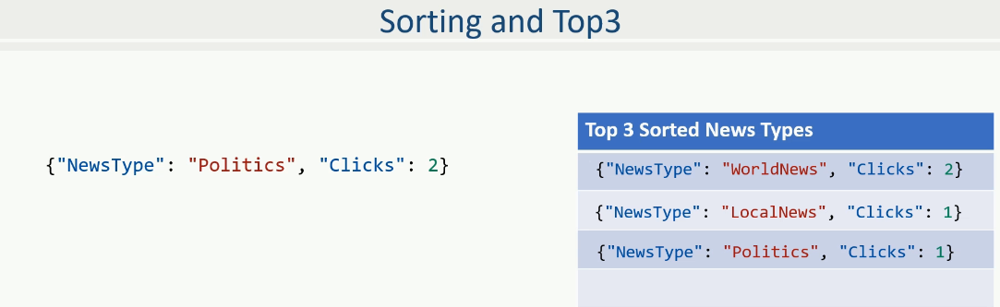 Sorting and Top3
{"NewsType": "Politics", "Clicks": 2}
Top 3 Sorted News Types
{"NewsType": "WorldNews", "Clicks": 2}
{"NewsType": "LocalNews", "Clicks": 1}
{"NewsType": "Politics", "Clicks": 1}